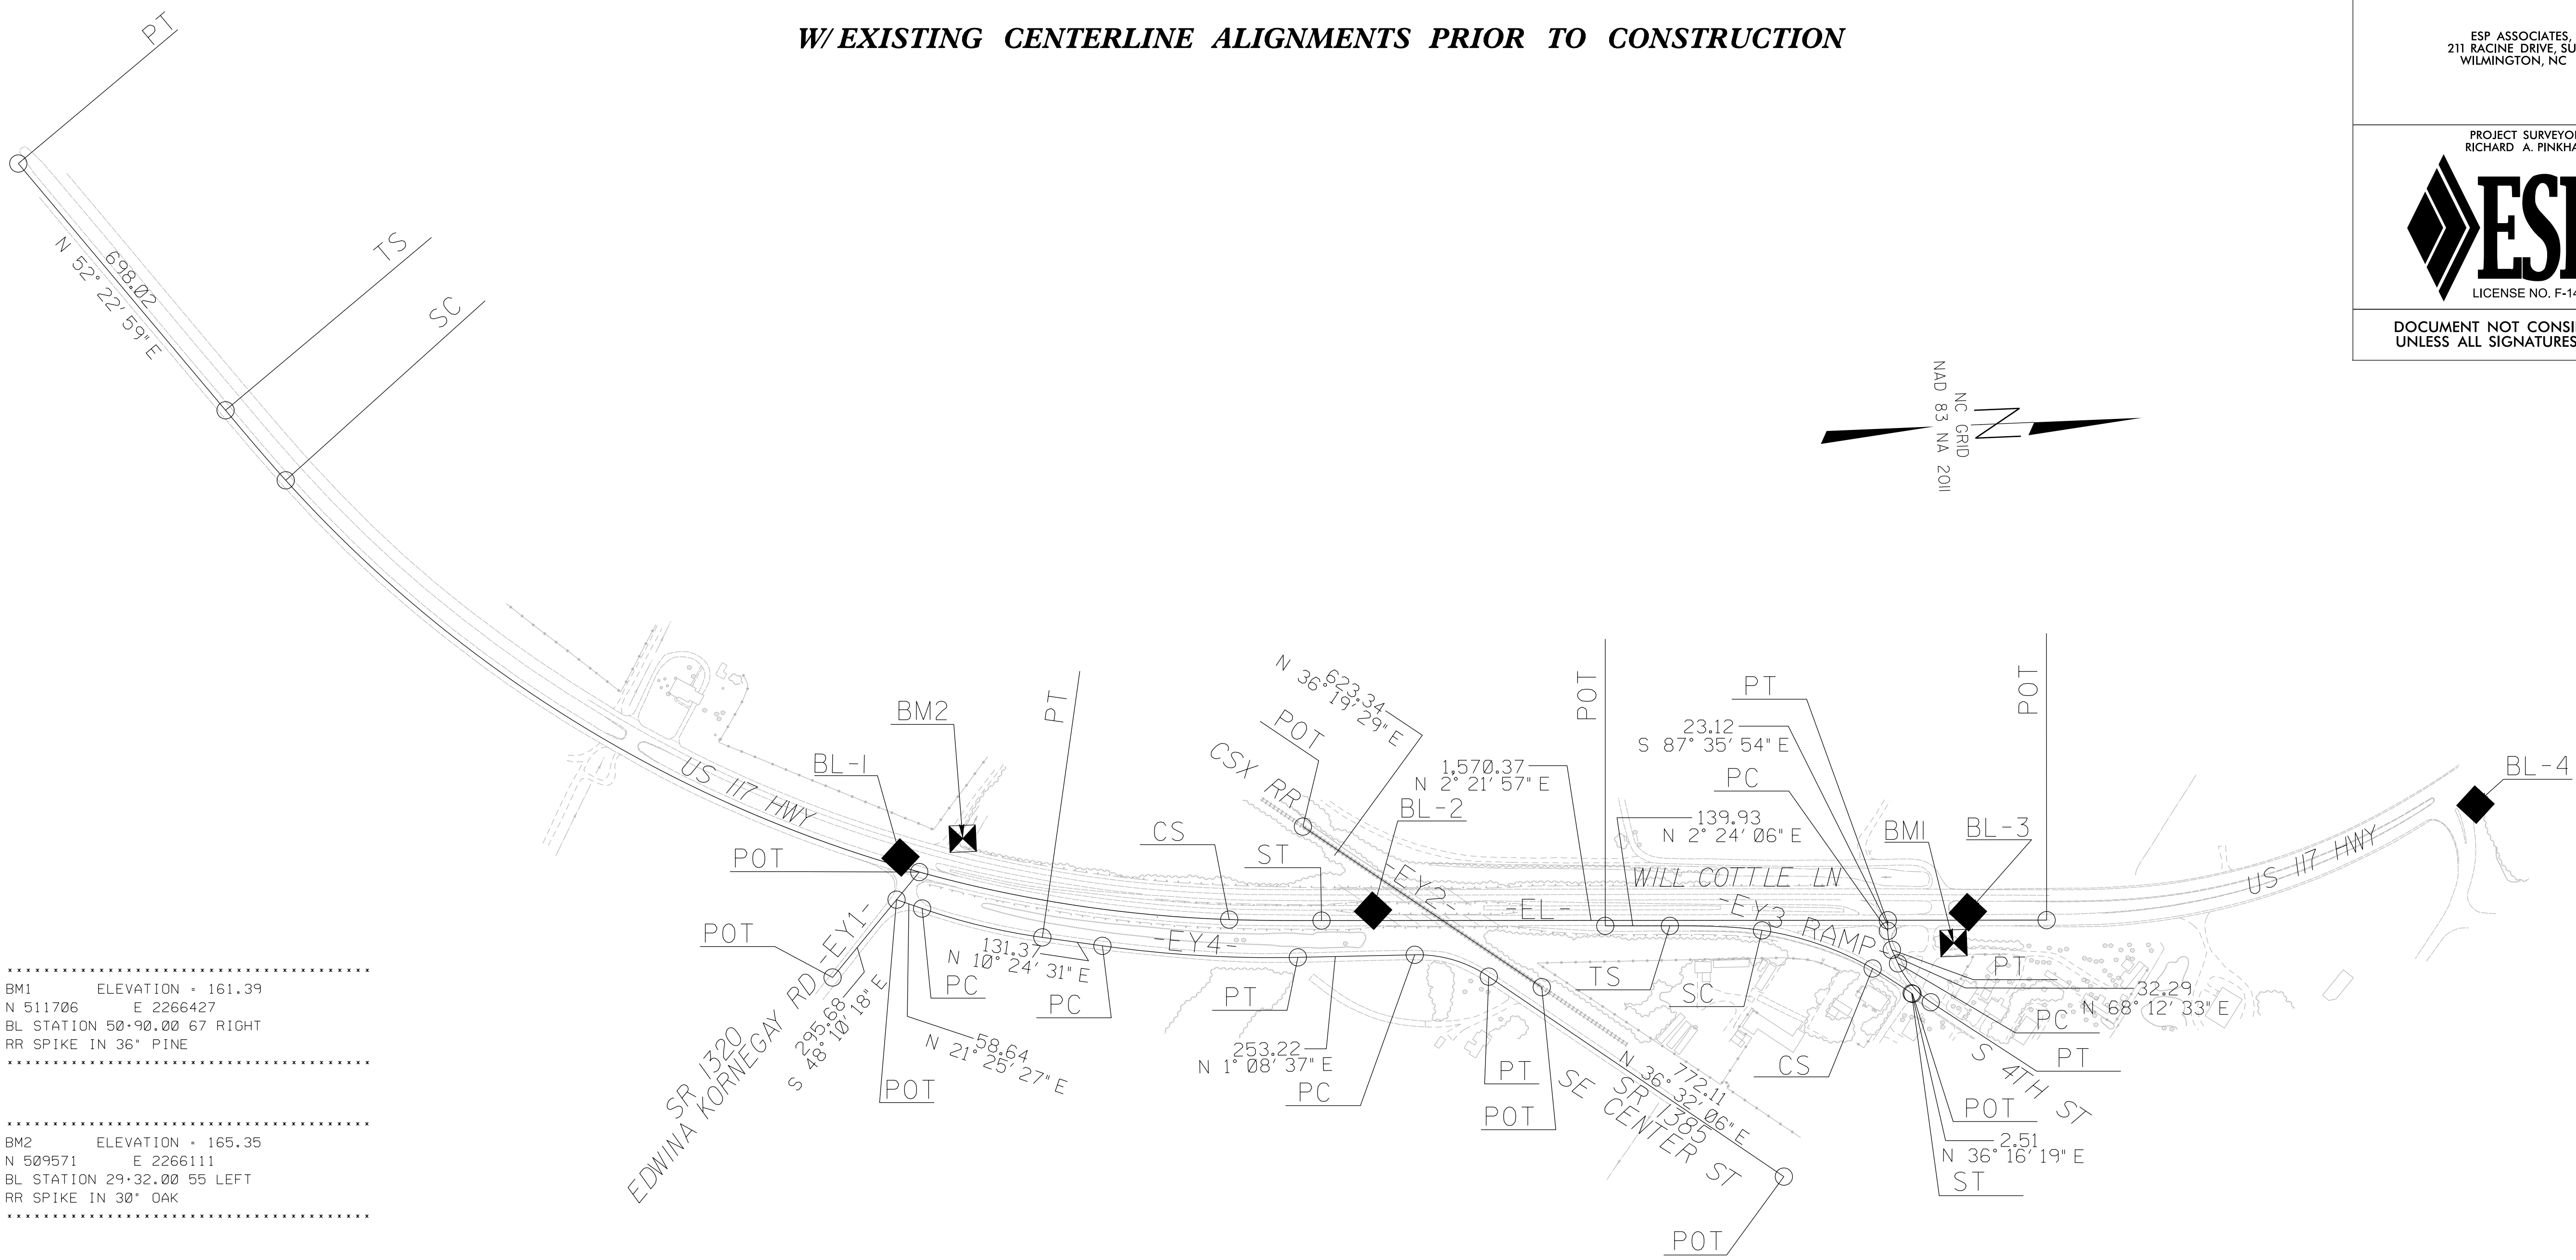 W/ EXISTING CENTERLINE ALIGNMENTS PRIOR TO CONSTRUCTION
ESP ASSOCIATES,
211 RACINE DRIVE, SU
WILMINGTON, NC
PROJECT SURVEYO
RICHARD A. PINKHA
ESP
LICENSE NO. F-14
DOCUMENT NOT CONSI
UNLESS ALL SIGNATURES
PT
TS
SC
698.02
N 52° 22' 59" E
NC GRID
NAD 83 NA 2011
N
US 117 HWY
BL-1
BM2
PT
POT
POT
-EY1-
SR 1320
EDWINA KORNEGAY RD
295.68
S 48° 10' 18" E
POT
PC
58.64
N 21° 25' 27" E
131.37
N 10° 24' 31" E
PC
-EY4-
CS
ST
PT
253.22
N 1° 08' 37" E
PC
CSX RR
POT
623.34
N 36° 19' 29" E
BL-2
-EY2-
1,570.37
N 2° 21' 57" E
-EL-
POT
139.93
N 2° 24' 06" E
WILL COTTLE LN
-EY3-
RAMP
TS
SC
PT
POT
772.11
N 36° 32' 06" E
SR 1385
SE CENTER ST
POT
PT
23.12
S 87° 35' 54" E
PC
BM1
BL-3
POT
US 117 HWY
BL-4
PT
32.29
N 68° 12' 33" E
PC
PT
S 4TH ST
CS
POT
2.51
N 36° 16' 19" E
ST
BM1 ELEVATION = 161.39
N 511706 E 2266427
BL STATION 50+90.00 67 RIGHT
RR SPIKE IN 36" PINE
BM2 ELEVATION = 165.35
N 509571 E 2266111
BL STATION 29+32.00 55 LEFT
RR SPIKE IN 30" OAK